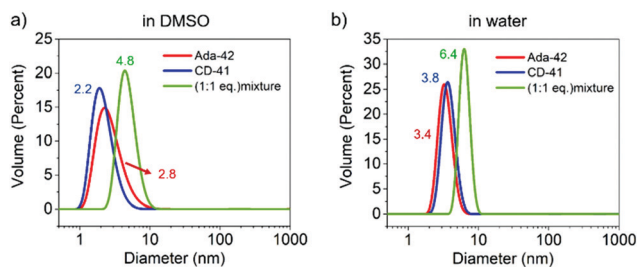 a) in DMSO
25
20
15
10
5
0
Volume (Percent)
Ada-42
CD-41
(1:1 eq.)mixture
2.2
4.8
2.8
1 10 100 1000
Diameter (nm)
b) in water
35
30
25
20
15
10
5
0
Volume (Percent)
Ada-42
CD-41
(1:1 eq.)mixture
6.4
3.8
3.4
1 10 100 1000
Diameter (nm)